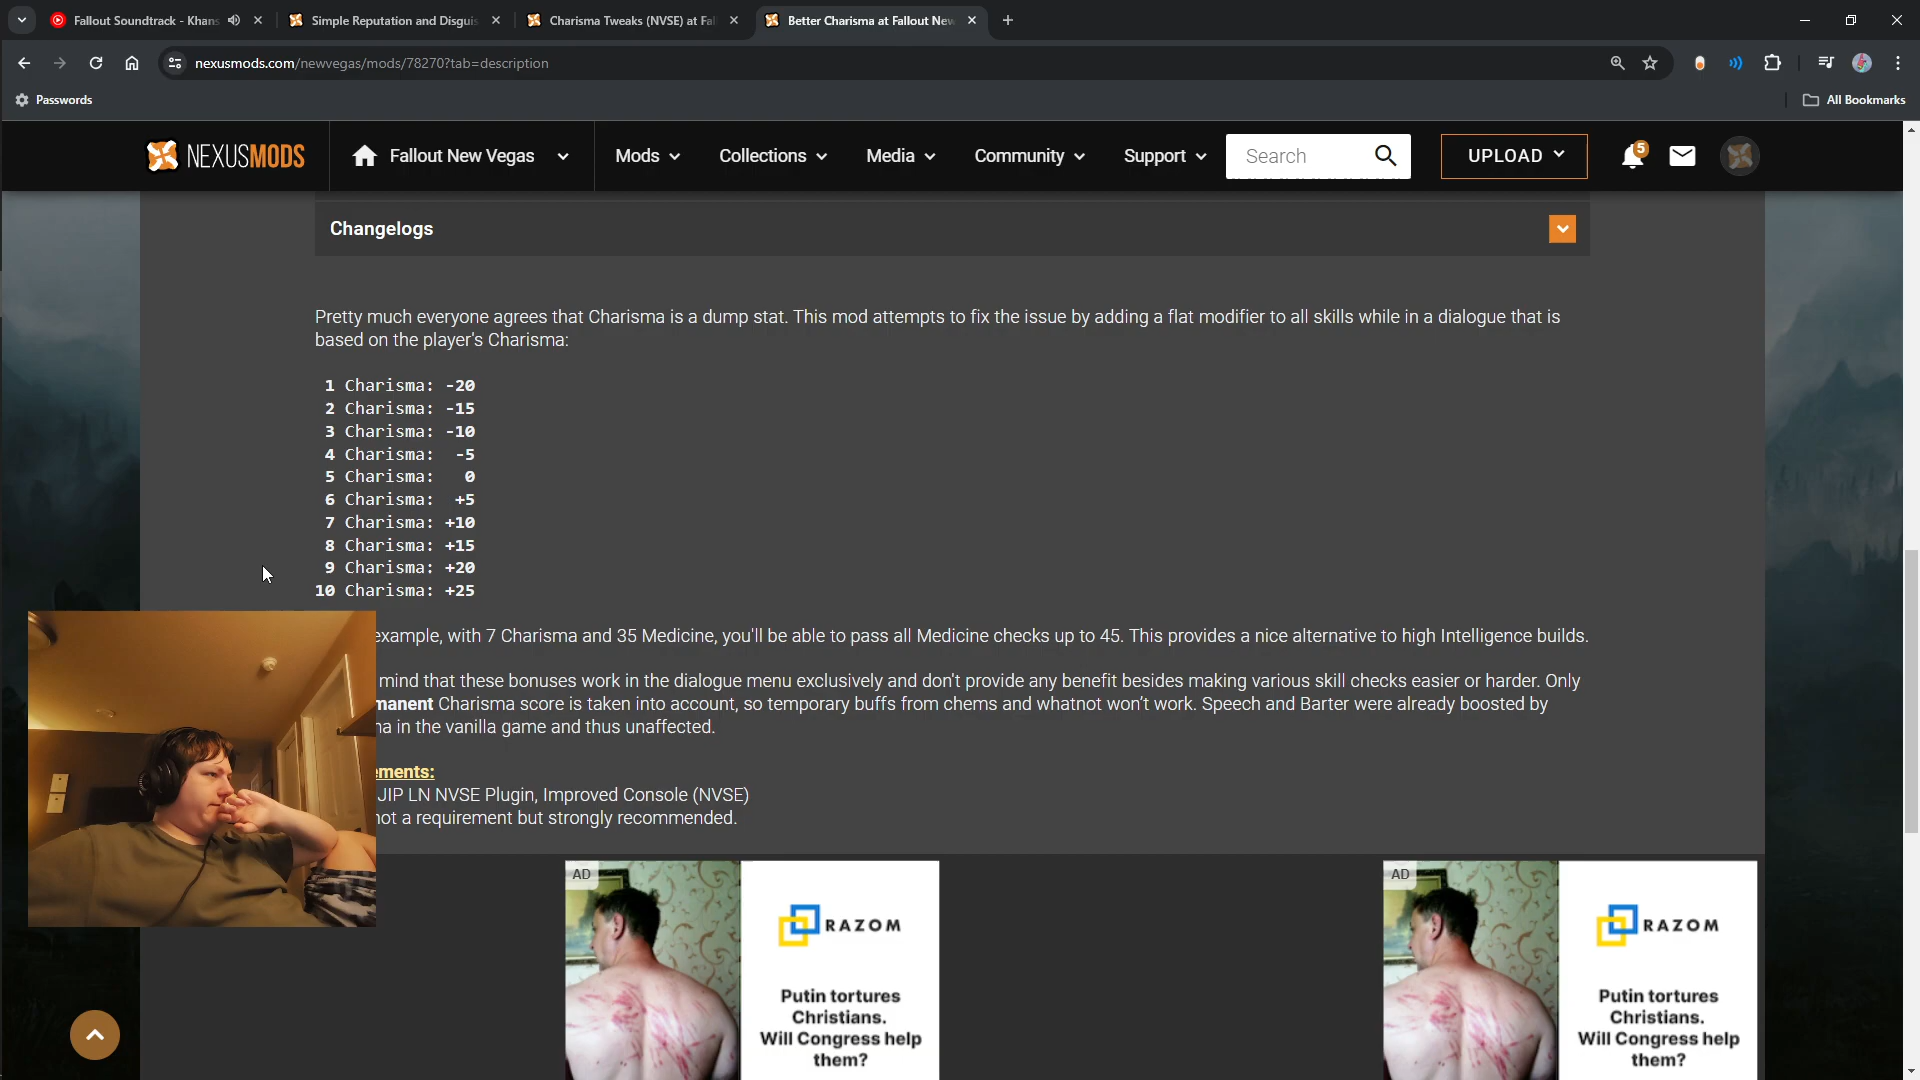 Fallout Soundtrack - Khans
Simple Reputation and Disguis
Charisma Tweaks (NVSE) at Fal
Better Charisma at Fallout New
nexusmods.com/newvegas/mods/78270?tab=description
Passwords
All Bookmarks
NEXUSMODS
Fallout New Vegas
Mods
Collections
Media
Community
Support
Search
UPLOAD
5
Changelogs
Pretty much everyone agrees that Charisma is a dump stat. This mod attempts to fix the issue by adding a flat modifier to all skills while in a dialogue that is
based on the player's Charisma:
1 Charisma: -20
2 Charisma: -15
3 Charisma: -10
4 Charisma: -5
5 Charisma: 0
6 Charisma: +5
7 Charisma: +10
8 Charisma: +15
9 Charisma: +20
10 Charisma: +25
example, with 7 Charisma and 35 Medicine, you'll be able to pass all Medicine checks up to 45. This provides a nice alternative to high Intelligence builds.
mind that these bonuses work in the dialogue menu exclusively and don't provide any benefit besides making various skill checks easier or harder. Only
manent Charisma score is taken into account, so temporary buffs from chems and whatnot won't work. Speech and Barter were already boosted by
na in the vanilla game and thus unaffected.
ements:
JIP LN NVSE Plugin, Improved Console (NVSE)
not a requirement but strongly recommended.
AD
RAZOM
Putin tortures
Christians.
Will Congress help
them?
AD
RAZOM
Putin tortures
Christians.
Will Congress help
them?